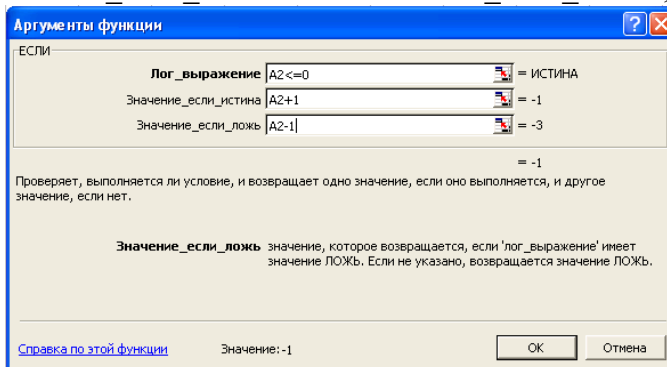 Аргументы функции
ЕСЛИ
Лог_выражение A2<=0 = ИСТИНА
Значение_если_истина A2+1 = -1
Значение_если_ложь A2-1 = -3
= -1
Проверяет, выполняется ли условие, и возвращает одно значение, если оно выполняется, и другое
значение, если нет.
Значение_если_ложь значение, которое возвращается, если 'лог_выражение' имеет
значение ЛОЖЬ. Если не указано, возвращается значение ЛОЖЬ.
Справка по этой функции Значение:-1 ОК Отмена